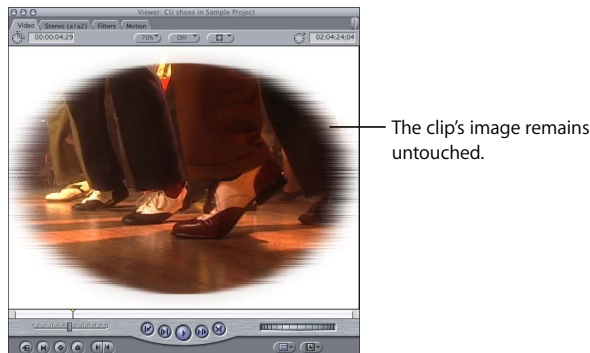 Viewer: CU shoes in Sample Project
Video Stereo (a1a2) Filters Motion
00:00:04;29 70% Off 02:04:24;04
The clip's image remains
untouched.